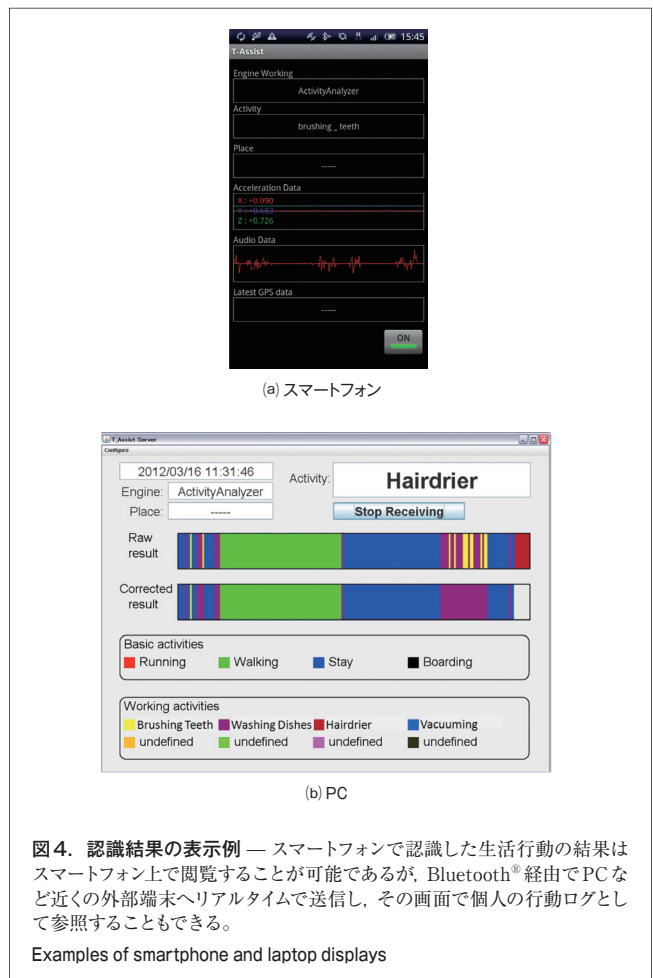 15:45
T-Assist
Engine Working
ActivityAnalyzer
Activity
brushing _ teeth
Place
-----
Acceleration Data
X : +0.090
Y : +0.683
Z : +0.726
Audio Data
Latest GPS data
-----
ON
(a) スマートフォン
T_Assist Server
Configure
2012/03/16 11:31:46
Activity:
Hairdrier
Engine: ActivityAnalyzer
Place: -----
Stop Receiving
Raw result
Corrected result
Basic activities
Running Walking Stay Boarding
Working activities
Brushing Teeth Washing Dishes Hairdrier Vacuuming
undefined undefined undefined undefined
(b) PC
図4. 認識結果の表示例 — スマートフォンで認識した生活行動の結果は
スマートフォン上で閲覧することが可能であるが，Bluetooth®経由でPCな
ど近くの外部端末へリアルタイムで送信し，その画面で個人の行動ログとし
て参照することもできる。
Examples of smartphone and laptop displays